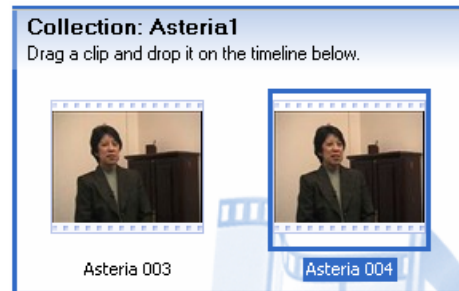 Collection: Asteria1
Drag a clip and drop it on the timeline below.
Asteria 003
Asteria 004